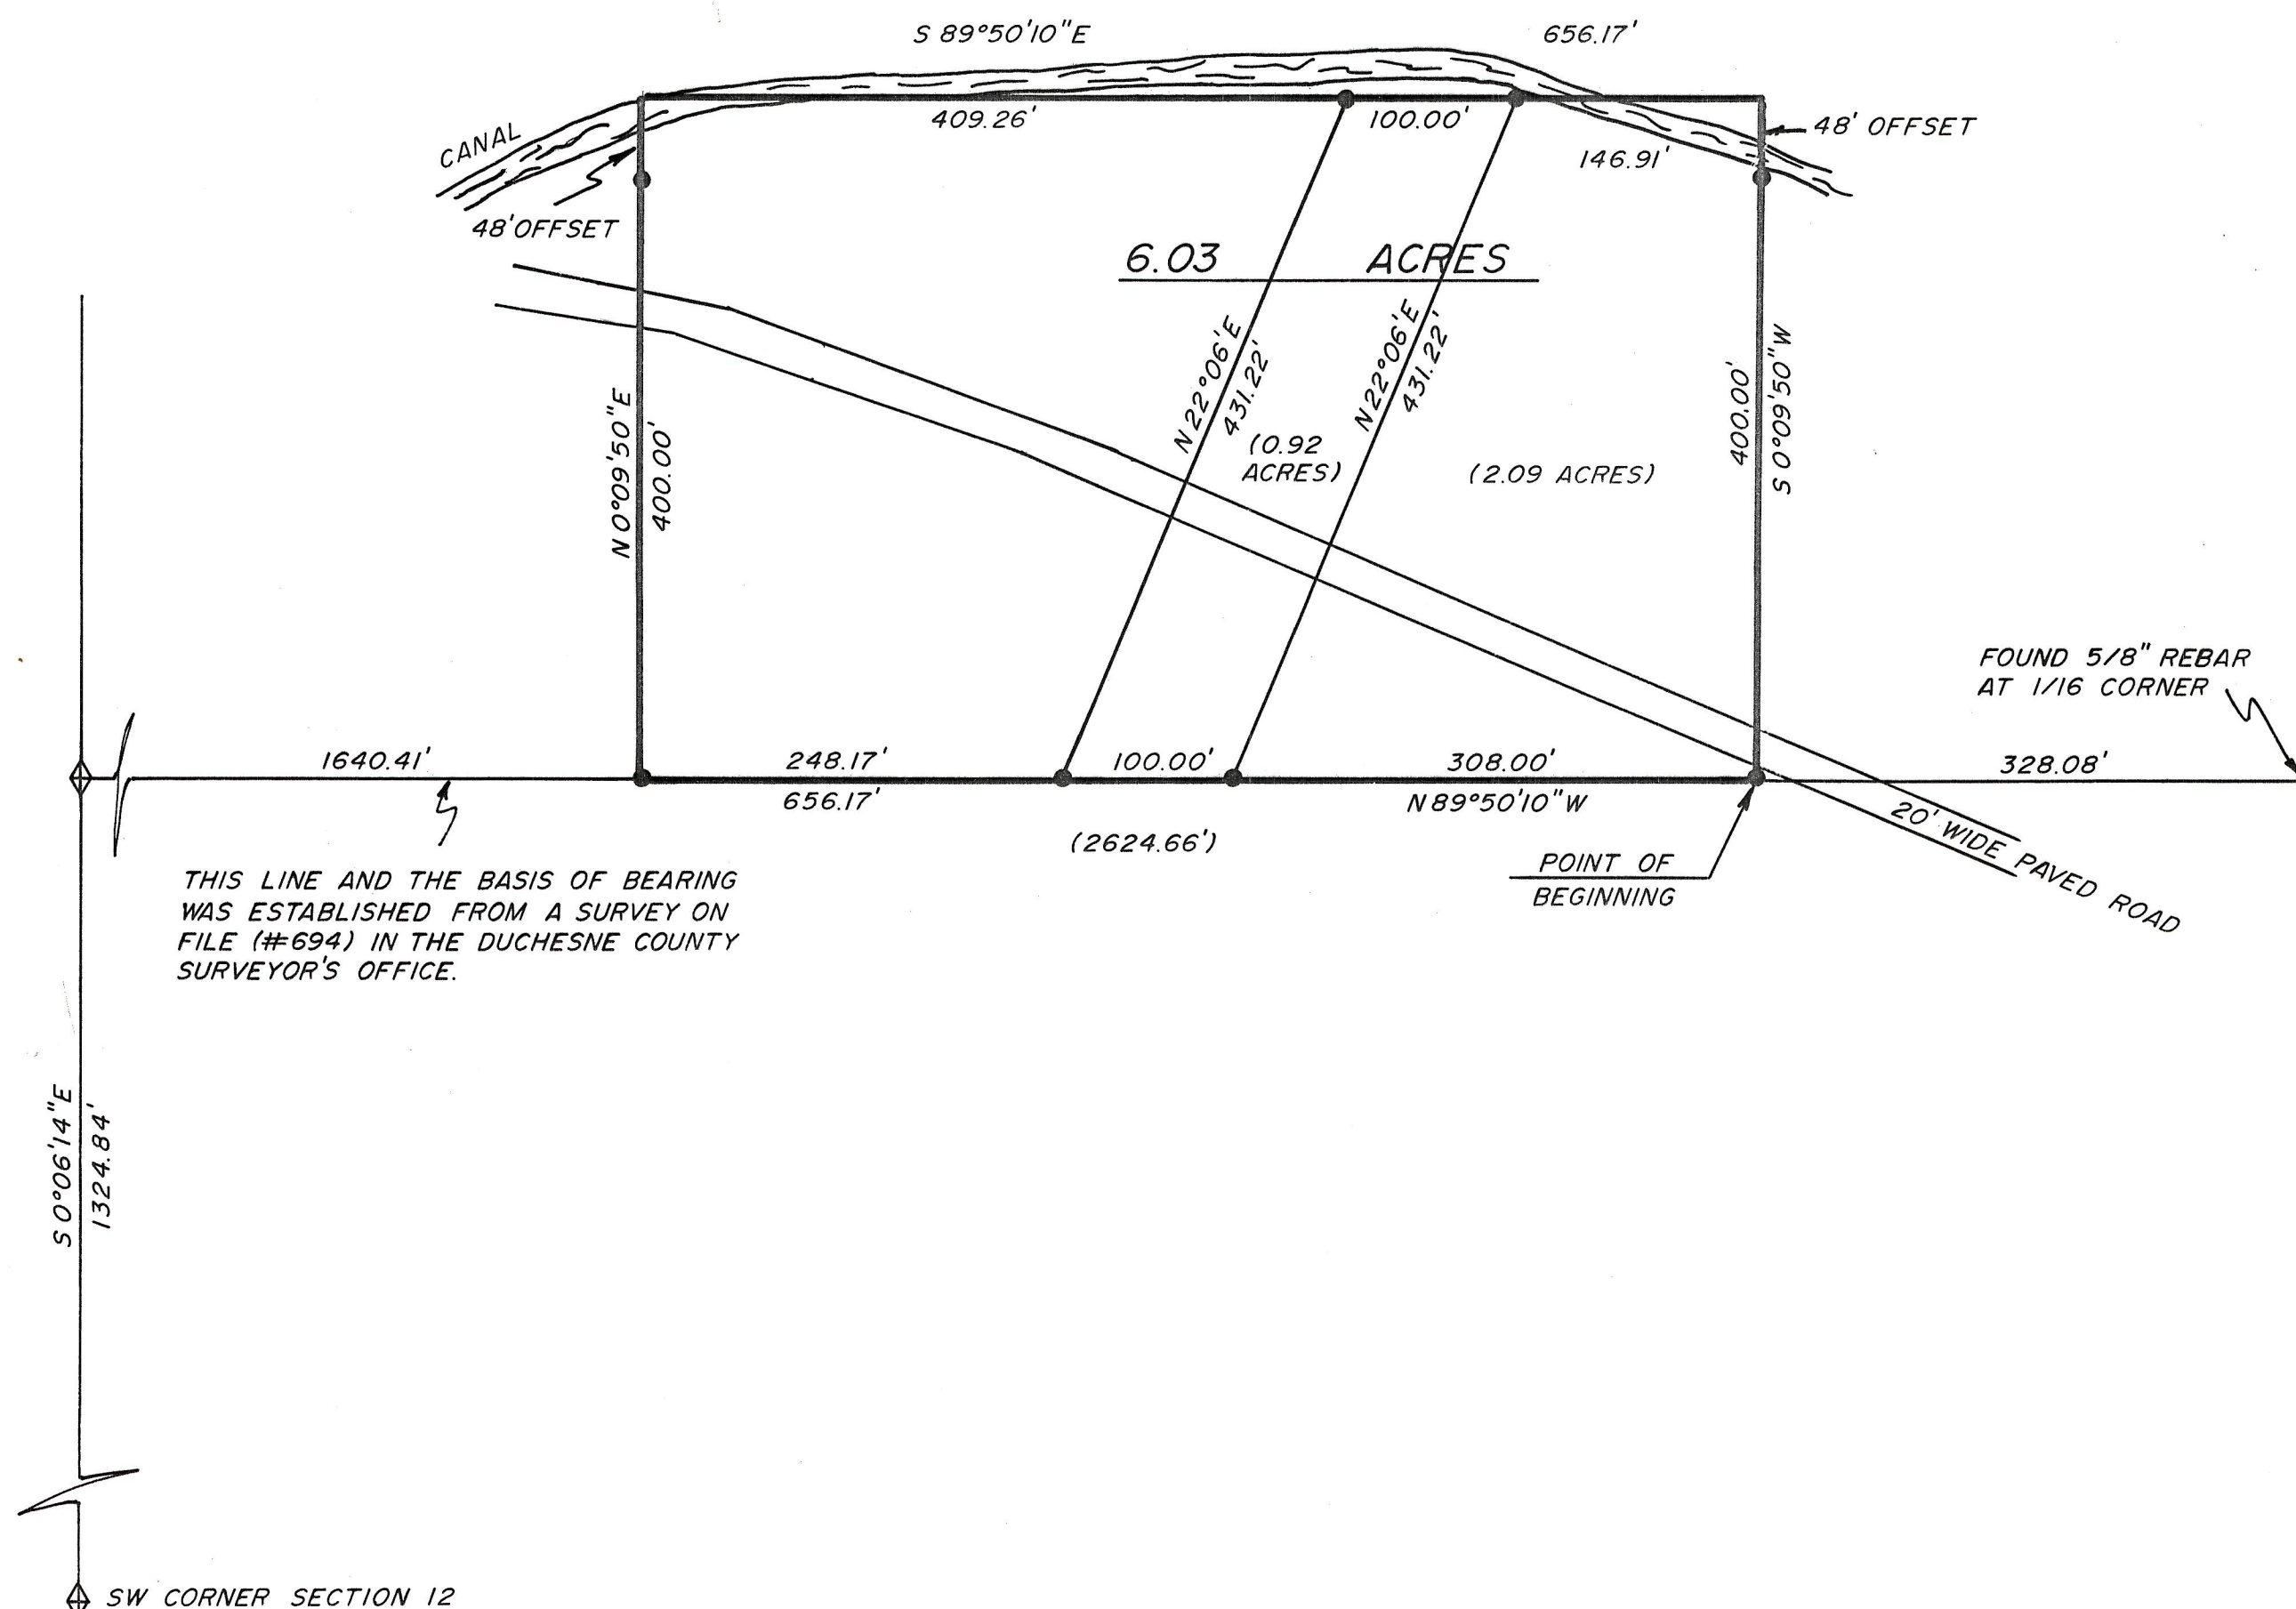 S 89°50'10"E
656.17'
CANAL
409.26'
100.00'
48' OFFSET
146.91'
48' OFFSET
6.03 ACRES
N 22°06'E
431.22'
N 22°06'E
431.22'
N 0°09'50"E
400.00'
400.00'
S 0°09'50"W
(0.92
ACRES)
(2.09 ACRES)
FOUND 5/8" REBAR
AT 1/16 CORNER
1640.41'
248.17'
100.00'
308.00'
328.08'
656.17'
N 89°50'10"W
(2624.66')
20' WIDE PAVED ROAD
POINT OF
BEGINNING
THIS LINE AND THE BASIS OF BEARING
WAS ESTABLISHED FROM A SURVEY ON
FILE (#694) IN THE DUCHESNE COUNTY
SURVEYOR'S OFFICE.
S 0°06'14"E
1324.84'
SW CORNER SECTION 12